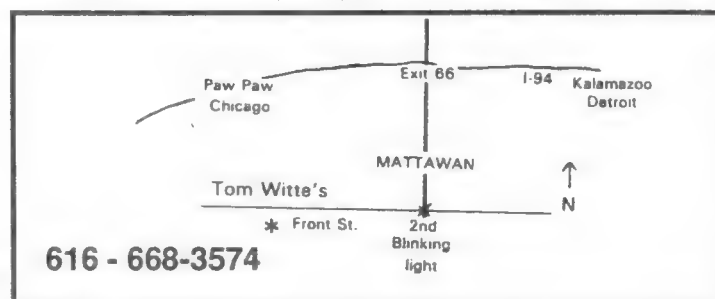 Exit 66
I-94
Paw Paw
Chicago
Kalamazoo
Detroit
MATTAWAN
Tom Witte's
N
* Front St.
2nd
Blinking
light
616 - 668-3574